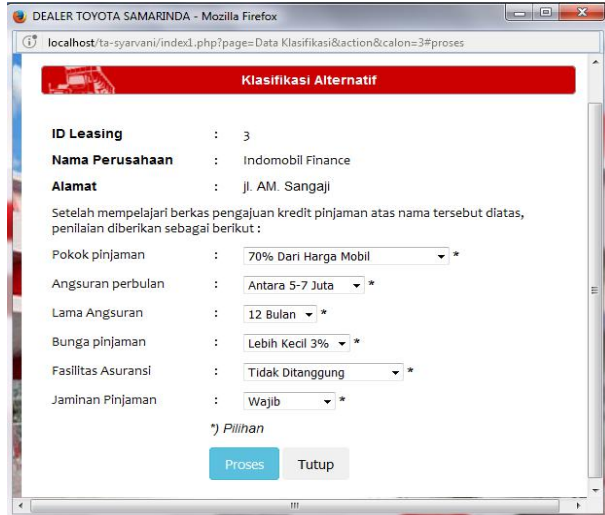 DEALER TOYOTA SAMARINDA - Mozilla Firefox
localhost/ta-syarvani/index1.php?page=Data Klasifikasi&action&calon=3#proses
Klasifikasi Alternatif
ID Leasing : 3
Nama Perusahaan : Indomobil Finance
Alamat : jl. AM. Sangaji
Setelah mempelajari berkas pengajuan kredit pinjaman atas nama tersebut diatas,
penilaian diberikan sebagai berikut :
Pokok pinjaman : 70% Dari Harga Mobil *
Angsuran perbulan : Antara 5-7 Juta *
Lama Angsuran : 12 Bulan *
Bunga pinjaman : Lebih Kecil 3% *
Fasilitas Asuransi : Tidak Ditanggung *
Jaminan Pinjaman : Wajib *
*) Pilihan
Proses Tutup